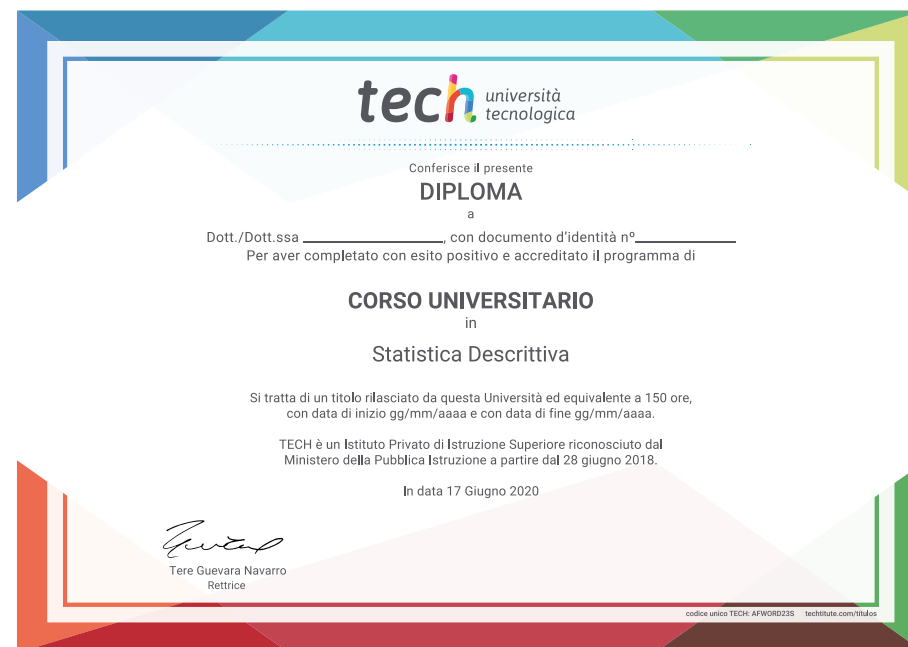 tech università
tecnologica
Conferisce il presente
DIPLOMA
a
Dott./Dott.ssa ____________________, con documento d'identità nº______________
Per aver completato con esito positivo e accreditato il programma di
CORSO UNIVERSITARIO
in
Statistica Descrittiva
Si tratta di un titolo rilasciato da questa Università ed equivalente a 150 ore,
con data di inizio gg/mm/aaaa e con data di fine gg/mm/aaaa.
TECH è un Istituto Privato di Istruzione Superiore riconosciuto dal
Ministero della Pubblica Istruzione a partire dal 28 giugno 2018.
In data 17 Giugno 2020
Tere Guevara Navarro
Rettrice
codice unico TECH: AFWORD23S techtitute.com/titulos